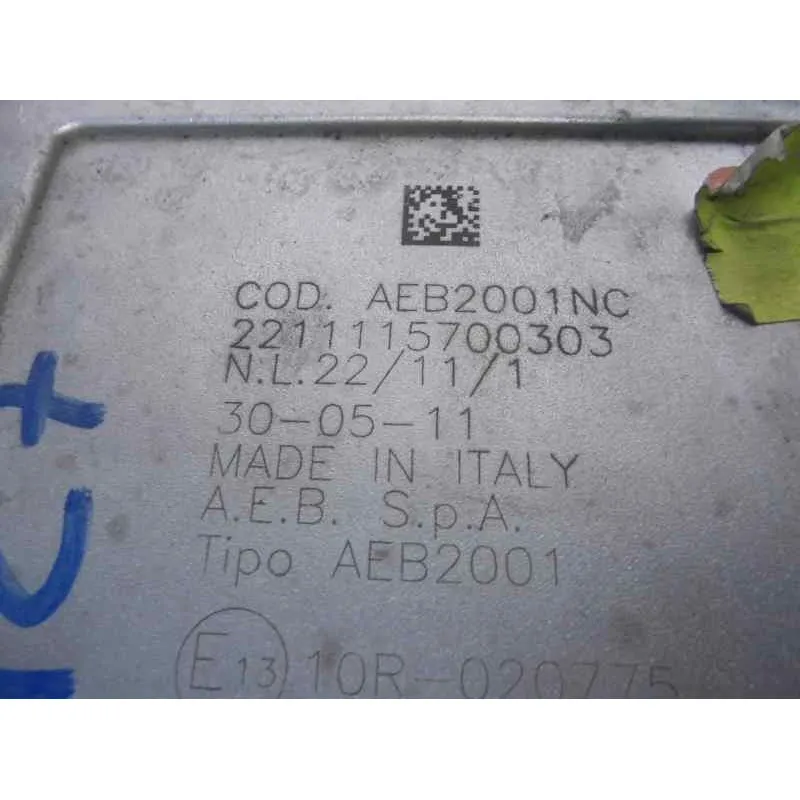 COD. AEB2001NC
2211115700303
N.L.22/11/1
30-05-11
MADE IN ITALY
A.E.B. S.p.A.
Tipo AEB2001
E13 10R-020775